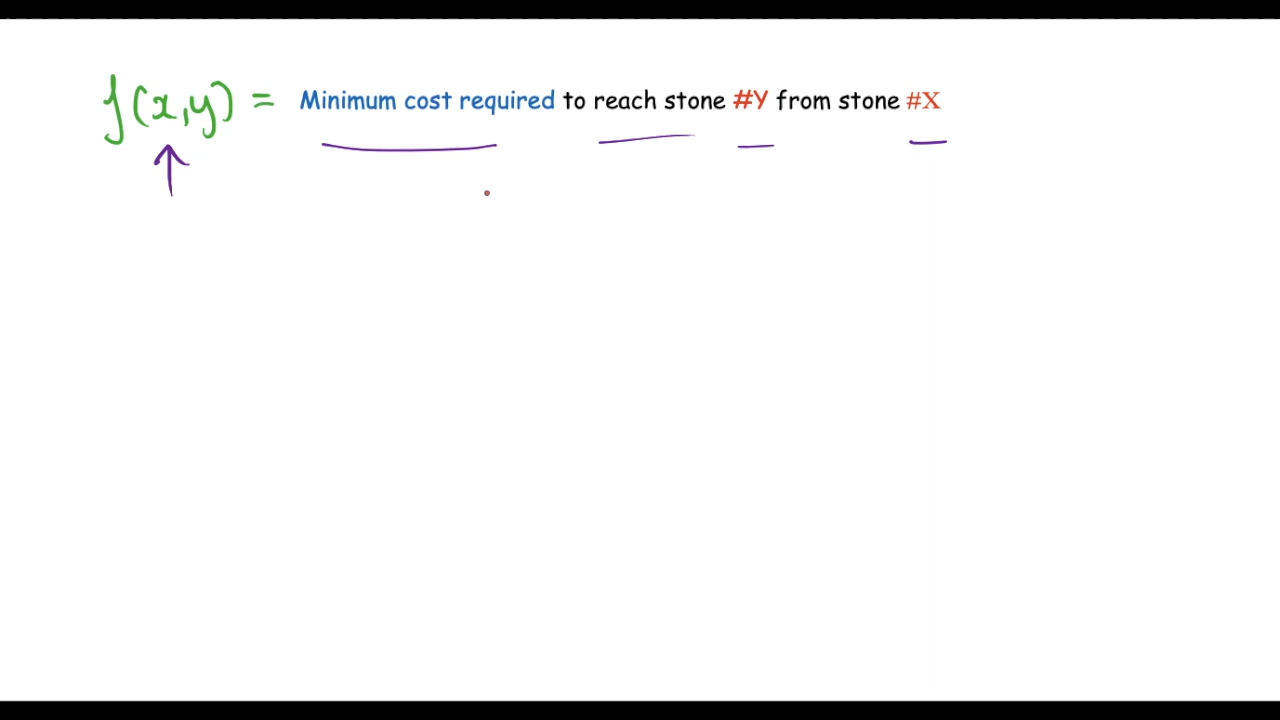 f(x,y) = Minimum cost required to reach stone #Y from stone #X